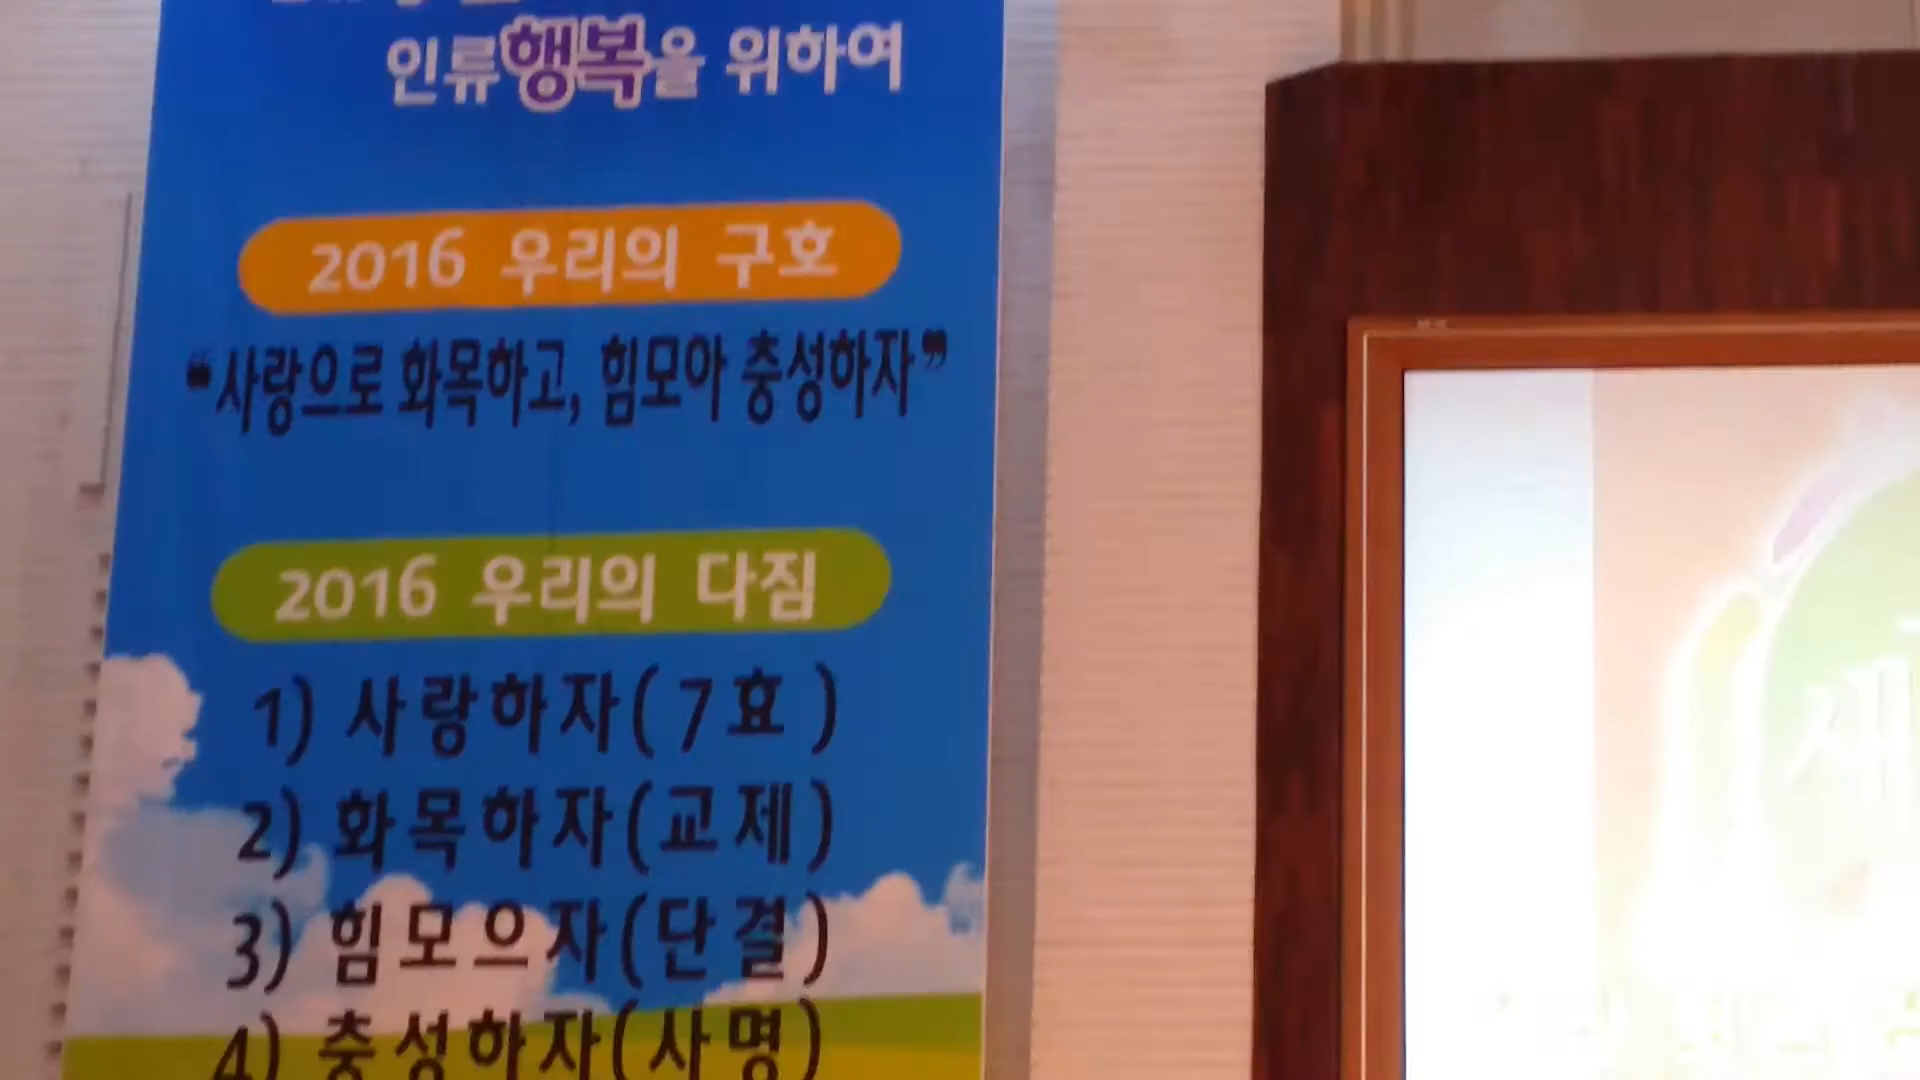 인류행복을 위하여
2016 우리의 구호
“사랑으로 화목하고, 힘모아 충성하자”
2016 우리의 다짐
1) 사랑하자(7효)
2) 화목하자(교제)
3) 힘모으자(단결)
4) 충성하자(사명)